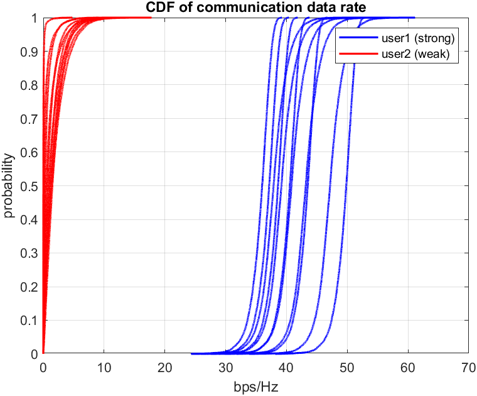 CDF of communication data rate
1
0.9
0.8
0.7
0.6
0.5
0.4
0.3
0.2
0.1
0
probability
user1 (strong)
user2 (weak)
0 10 20 30 40 50 60 70
bps/Hz